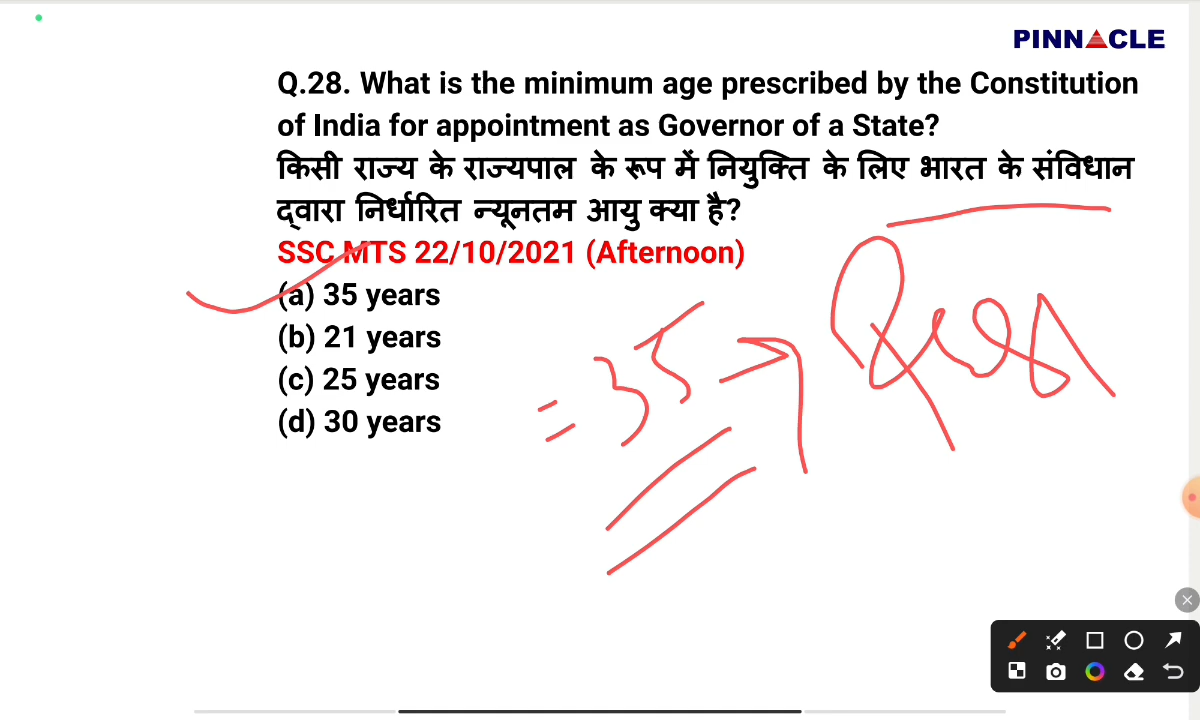 PINNACLE
Q.28. What is the minimum age prescribed by the Constitution
of India for appointment as Governor of a State?
किसी राज्य के राज्यपाल के रूप में नियुक्ति के लिए भारत के संविधान
द्वारा निर्धारित न्यूनतम आयु क्या है?
SSC MTS 22/10/2021 (Afternoon)
(a) 35 years
(b) 21 years
(c) 25 years
(d) 30 years
= 35